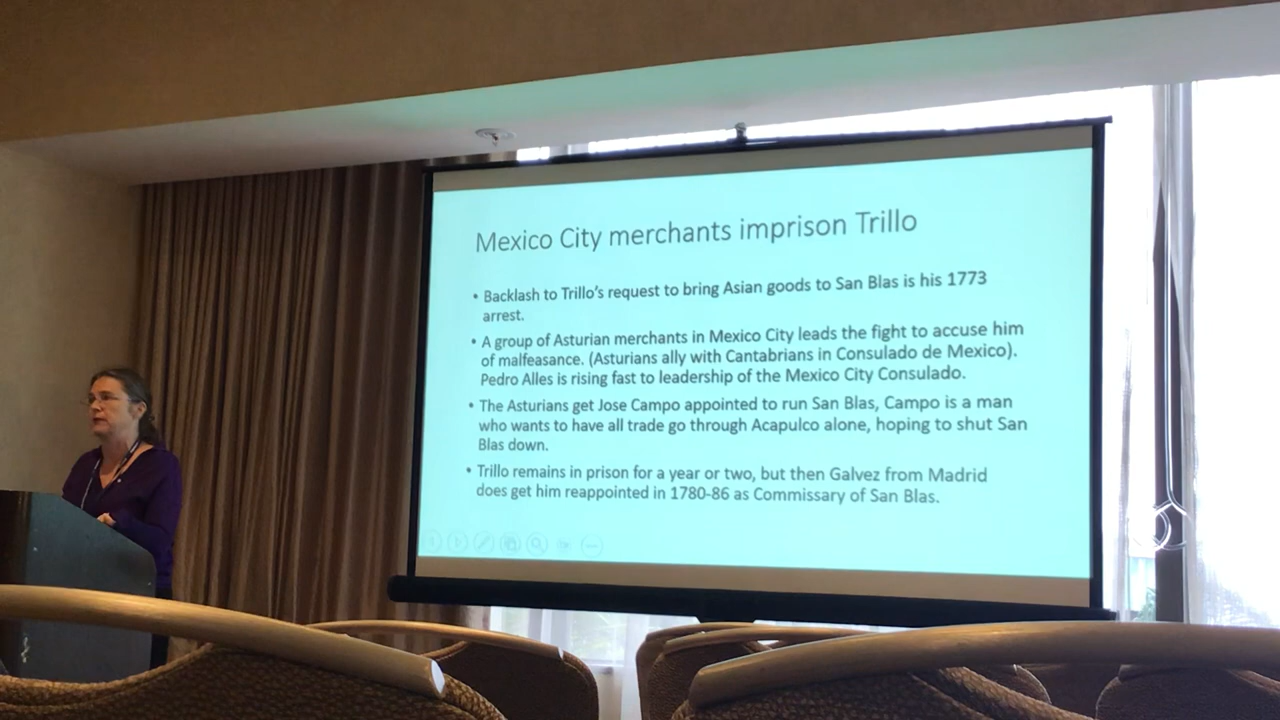 Mexico City merchants imprison Trillo
• Backlash to Trillo's request to bring Asian goods to San Blas is his 1773
arrest.
• A group of Asturian merchants in Mexico City leads the fight to accuse him
of malfeasance. (Asturians ally with Cantabrians in Consulado de Mexico).
Pedro Alles is rising fast to leadership of the Mexico City Consulado.
• The Asturians get Jose Campo appointed to run San Blas, Campo is a man
who wants to have all trade go through Acapulco alone, hoping to shut San
Blas down.
• Trillo remains in prison for a year or two, but then Galvez from Madrid
does get him reappointed in 1780-86 as Commissary of San Blas.